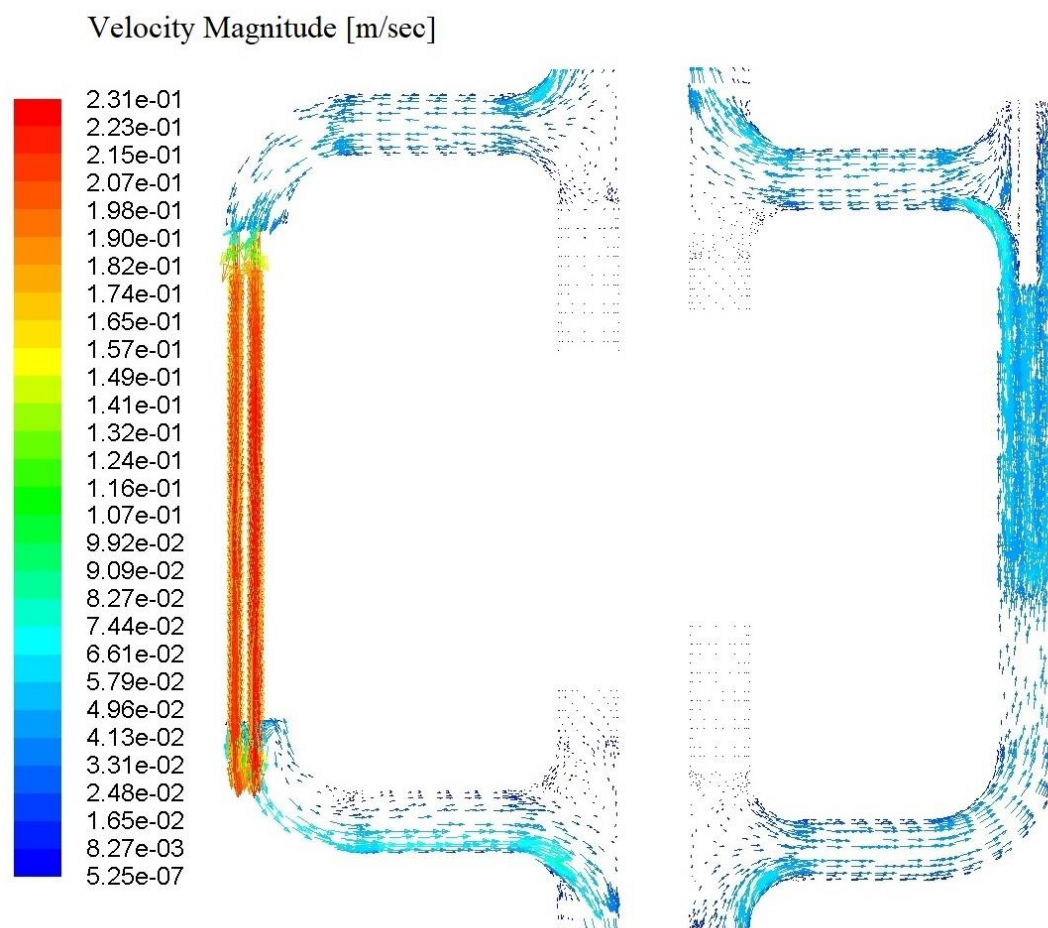 Velocity Magnitude [m/sec]
2.31e-01
2.23e-01
2.15e-01
2.07e-01
1.98e-01
1.90e-01
1.82e-01
1.74e-01
1.65e-01
1.57e-01
1.49e-01
1.41e-01
1.32e-01
1.24e-01
1.16e-01
1.07e-01
9.92e-02
9.09e-02
8.27e-02
7.44e-02
6.61e-02
5.79e-02
4.96e-02
4.13e-02
3.31e-02
2.48e-02
1.65e-02
8.27e-03
5.25e-07